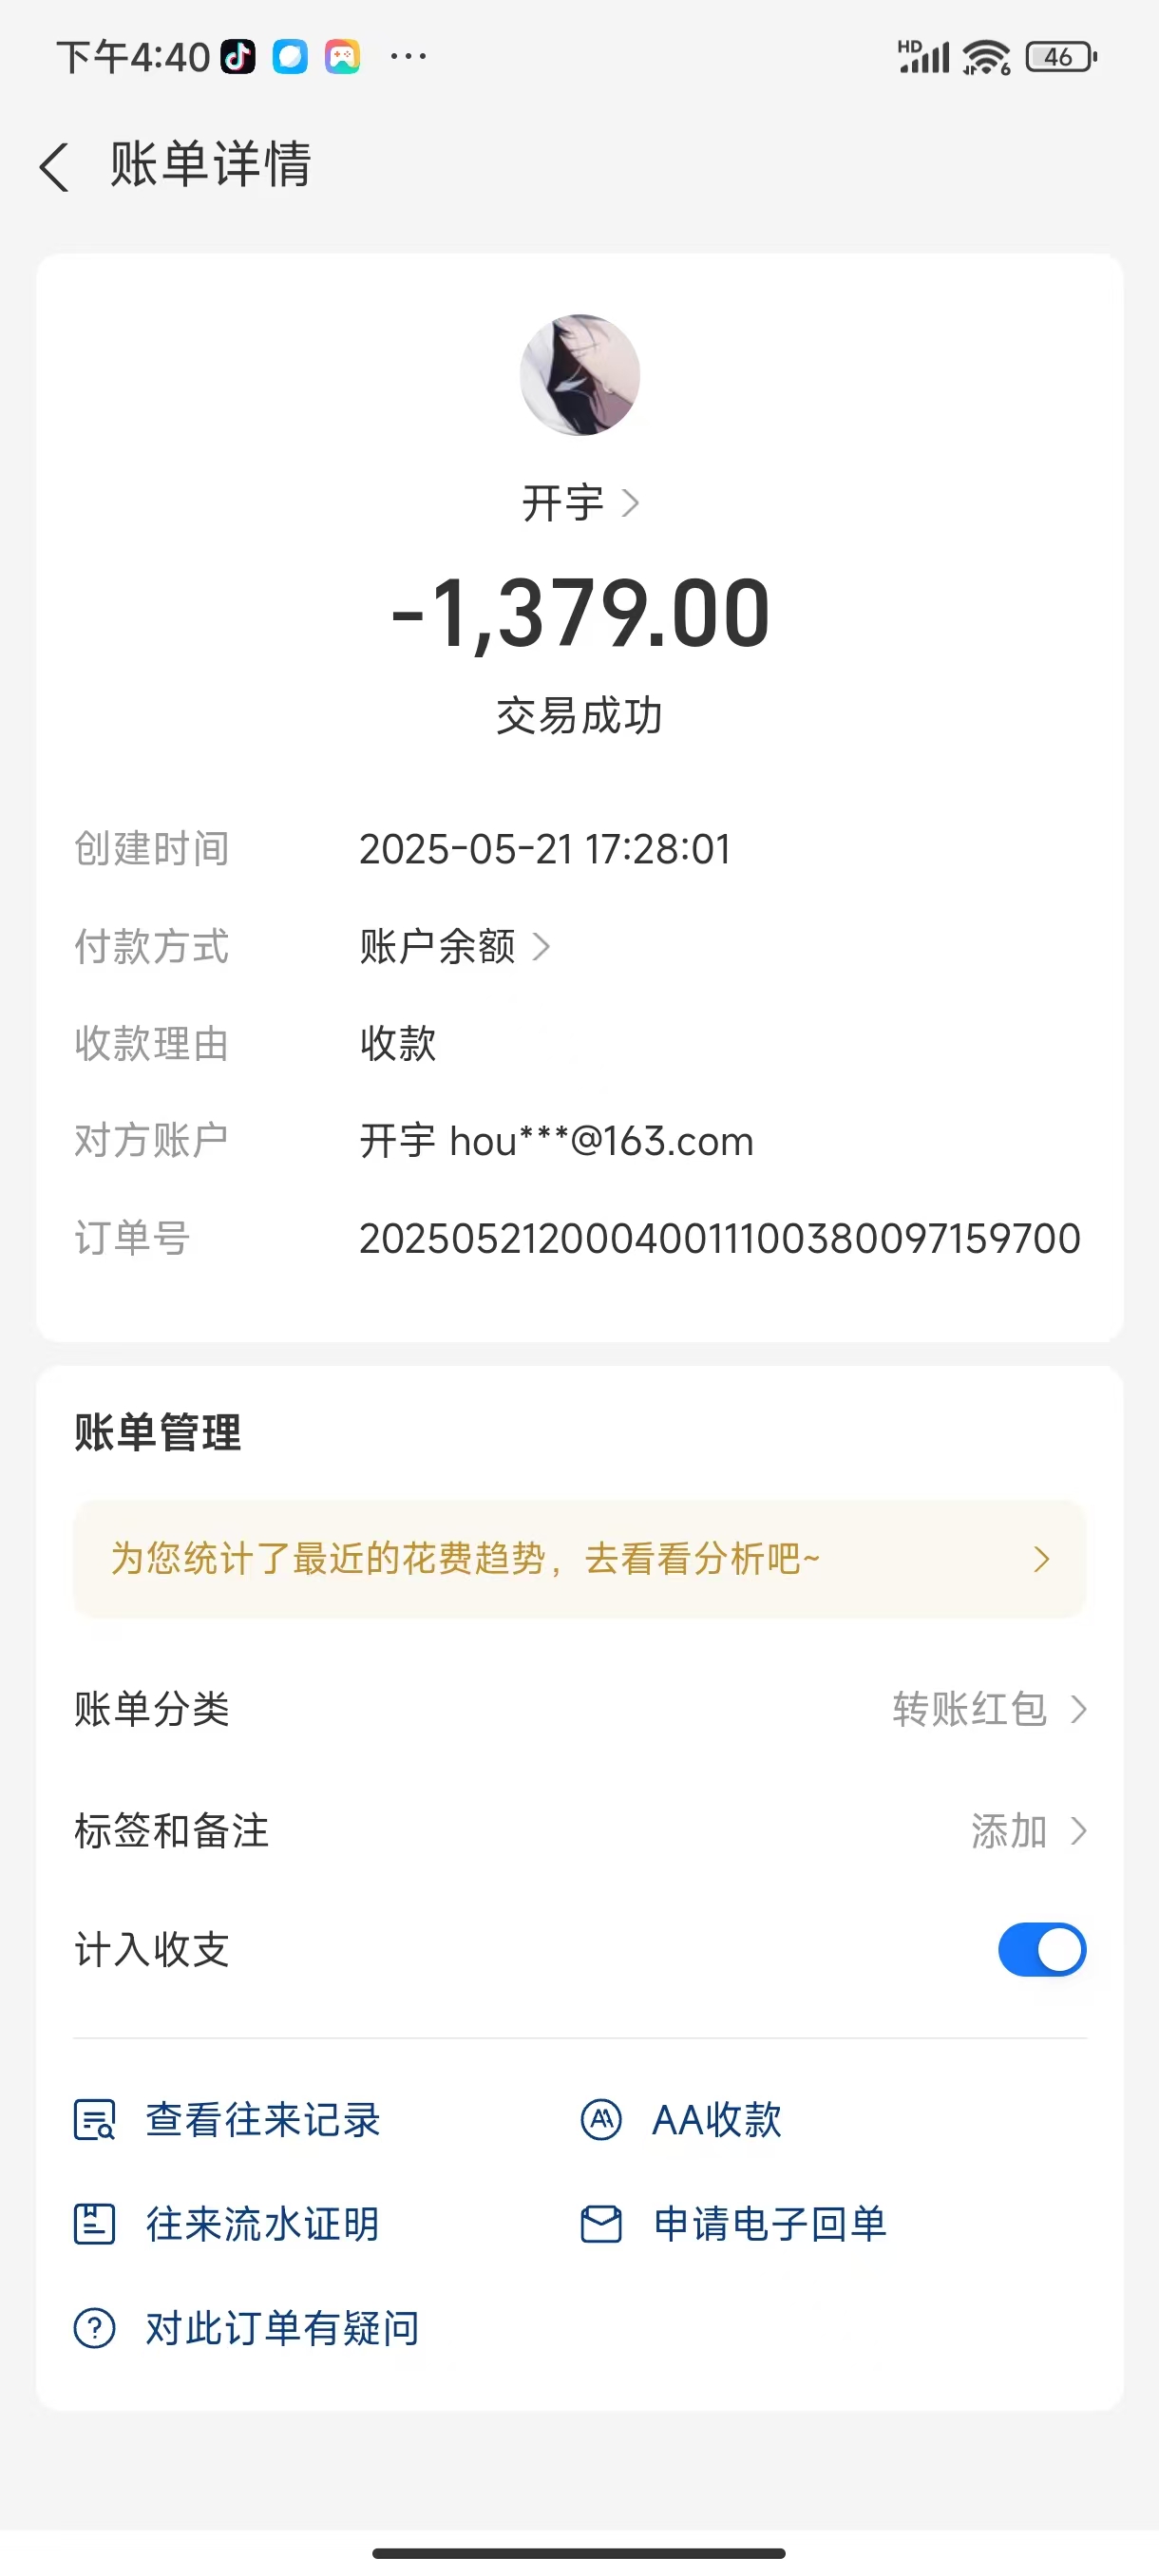 下午4:40 ...
HD 6 46
账单详情
开宇
-1,379.00
交易成功
创建时间 2025-05-21 17:28:01
付款方式 账户余额
收款理由 收款
对方账户 开宇 hou***@163.com
订单号 20250521200040011100380097159700
账单管理
为您统计了最近的花费趋势，去看看分析吧~
账单分类 转账红包
标签和备注 添加
计入收支
查看往来记录 AA收款
往来流水证明 申请电子回单
对此订单有疑问